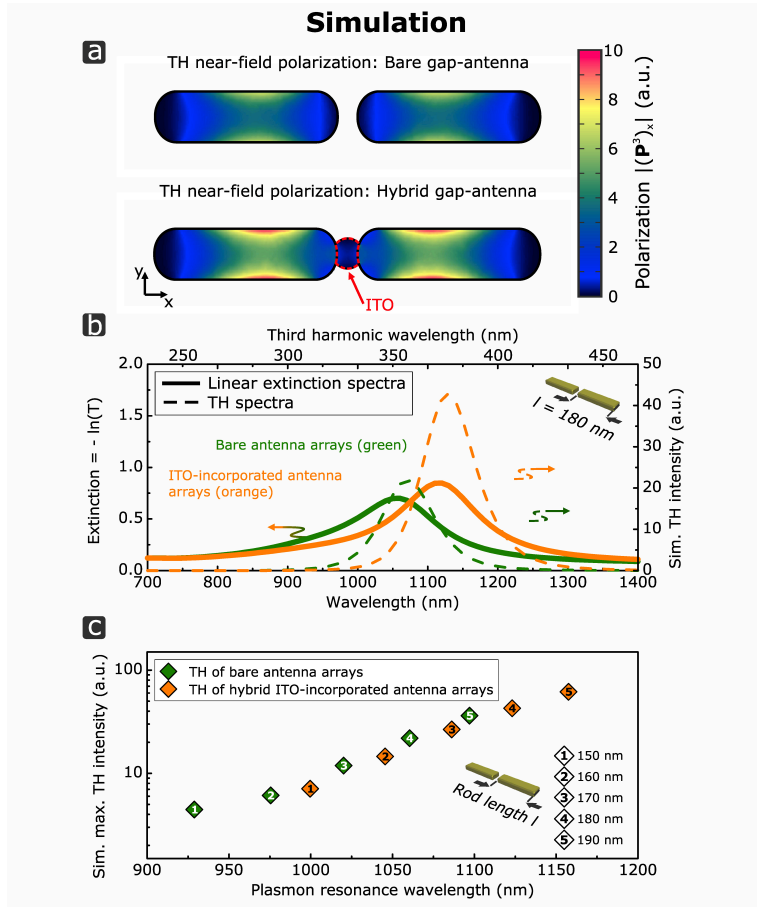 Simulation
a
TH near-field polarization: Bare gap-antenna
TH near-field polarization: Hybrid gap-antenna
y
x
ITO
10
8
6
4
2
0
Polarization |(P³)ₓ| (a.u.)
b
Third harmonic wavelength (nm)
250 300 350 400 450
2.0
1.5
1.0
0.5
0.0
Extinction = - ln(T)
Linear extinction spectra
TH spectra
Bare antenna arrays (green)
ITO-incorporated antenna
arrays (orange)
l = 180 nm
50
40
30
20
10
0
Sim. TH intensity (a.u.)
700 800 900 1000 1100 1200 1300 1400
Wavelength (nm)
c
Sim. max. TH intensity (a.u.)
100
10
TH of bare antenna arrays
TH of hybrid ITO-incorporated antenna arrays
1 2 3 4 5
1 2 3 4 5
Rod length l
1 150 nm
2 160 nm
3 170 nm
4 180 nm
5 190 nm
900 950 1000 1050 1100 1150 1200
Plasmon resonance wavelength (nm)